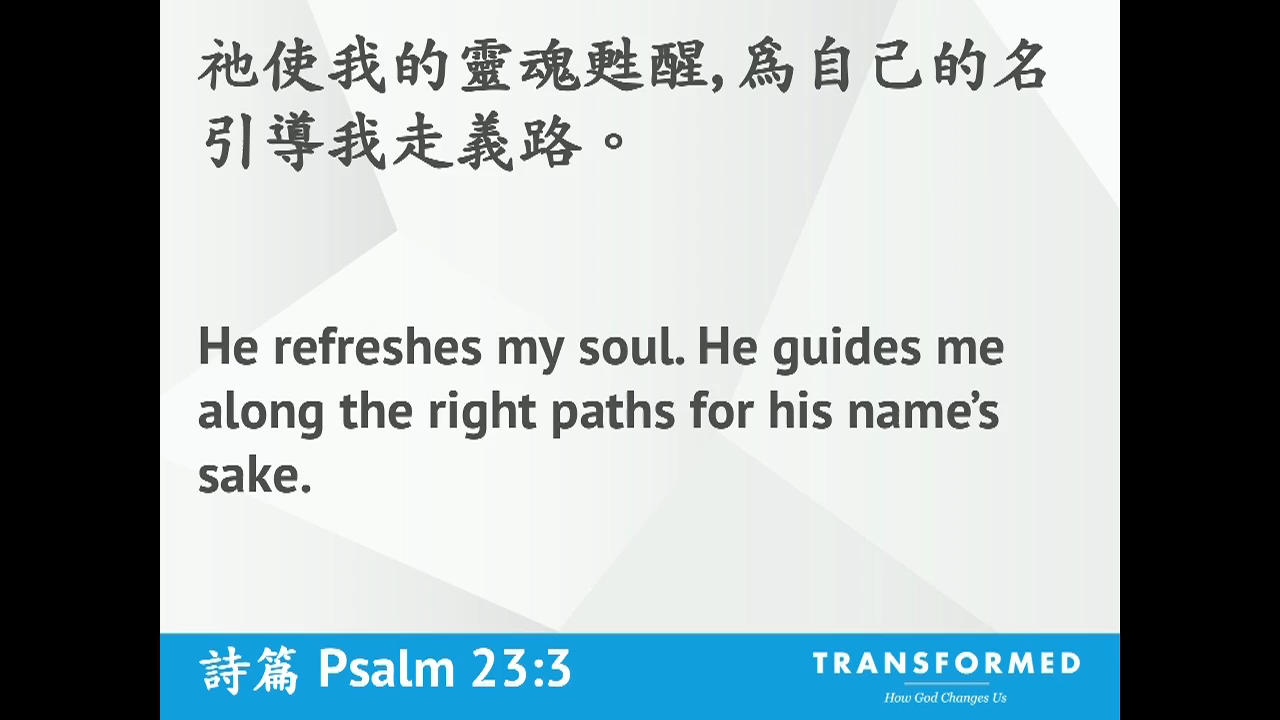 祂使我的靈魂甦醒,為自己的名
引導我走義路。
He refreshes my soul. He guides me
along the right paths for his name’s
sake.
詩篇 Psalm 23:3
TRANSFORMED
How God Changes Us